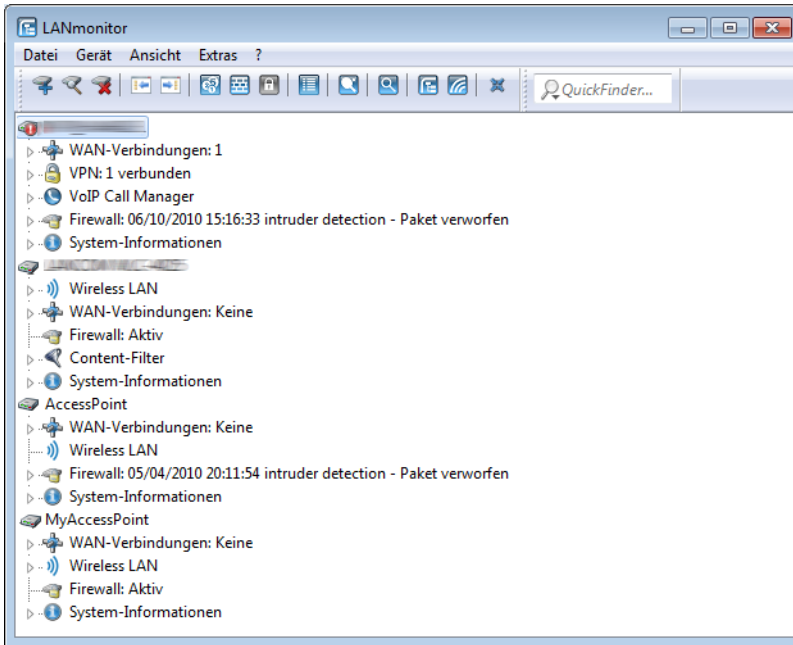 LANmonitor
Datei Gerät Ansicht Extras ?
QuickFinder...
WAN-Verbindungen: 1
VPN: 1 verbunden
VoIP Call Manager
Firewall: 06/10/2010 15:16:33 intruder detection - Paket verworfen
System-Informationen
Wireless LAN
WAN-Verbindungen: Keine
Firewall: Aktiv
Content-Filter
System-Informationen
AccessPoint
WAN-Verbindungen: Keine
Wireless LAN
Firewall: 05/04/2010 20:11:54 intruder detection - Paket verworfen
System-Informationen
MyAccessPoint
WAN-Verbindungen: Keine
Wireless LAN
Firewall: Aktiv
System-Informationen